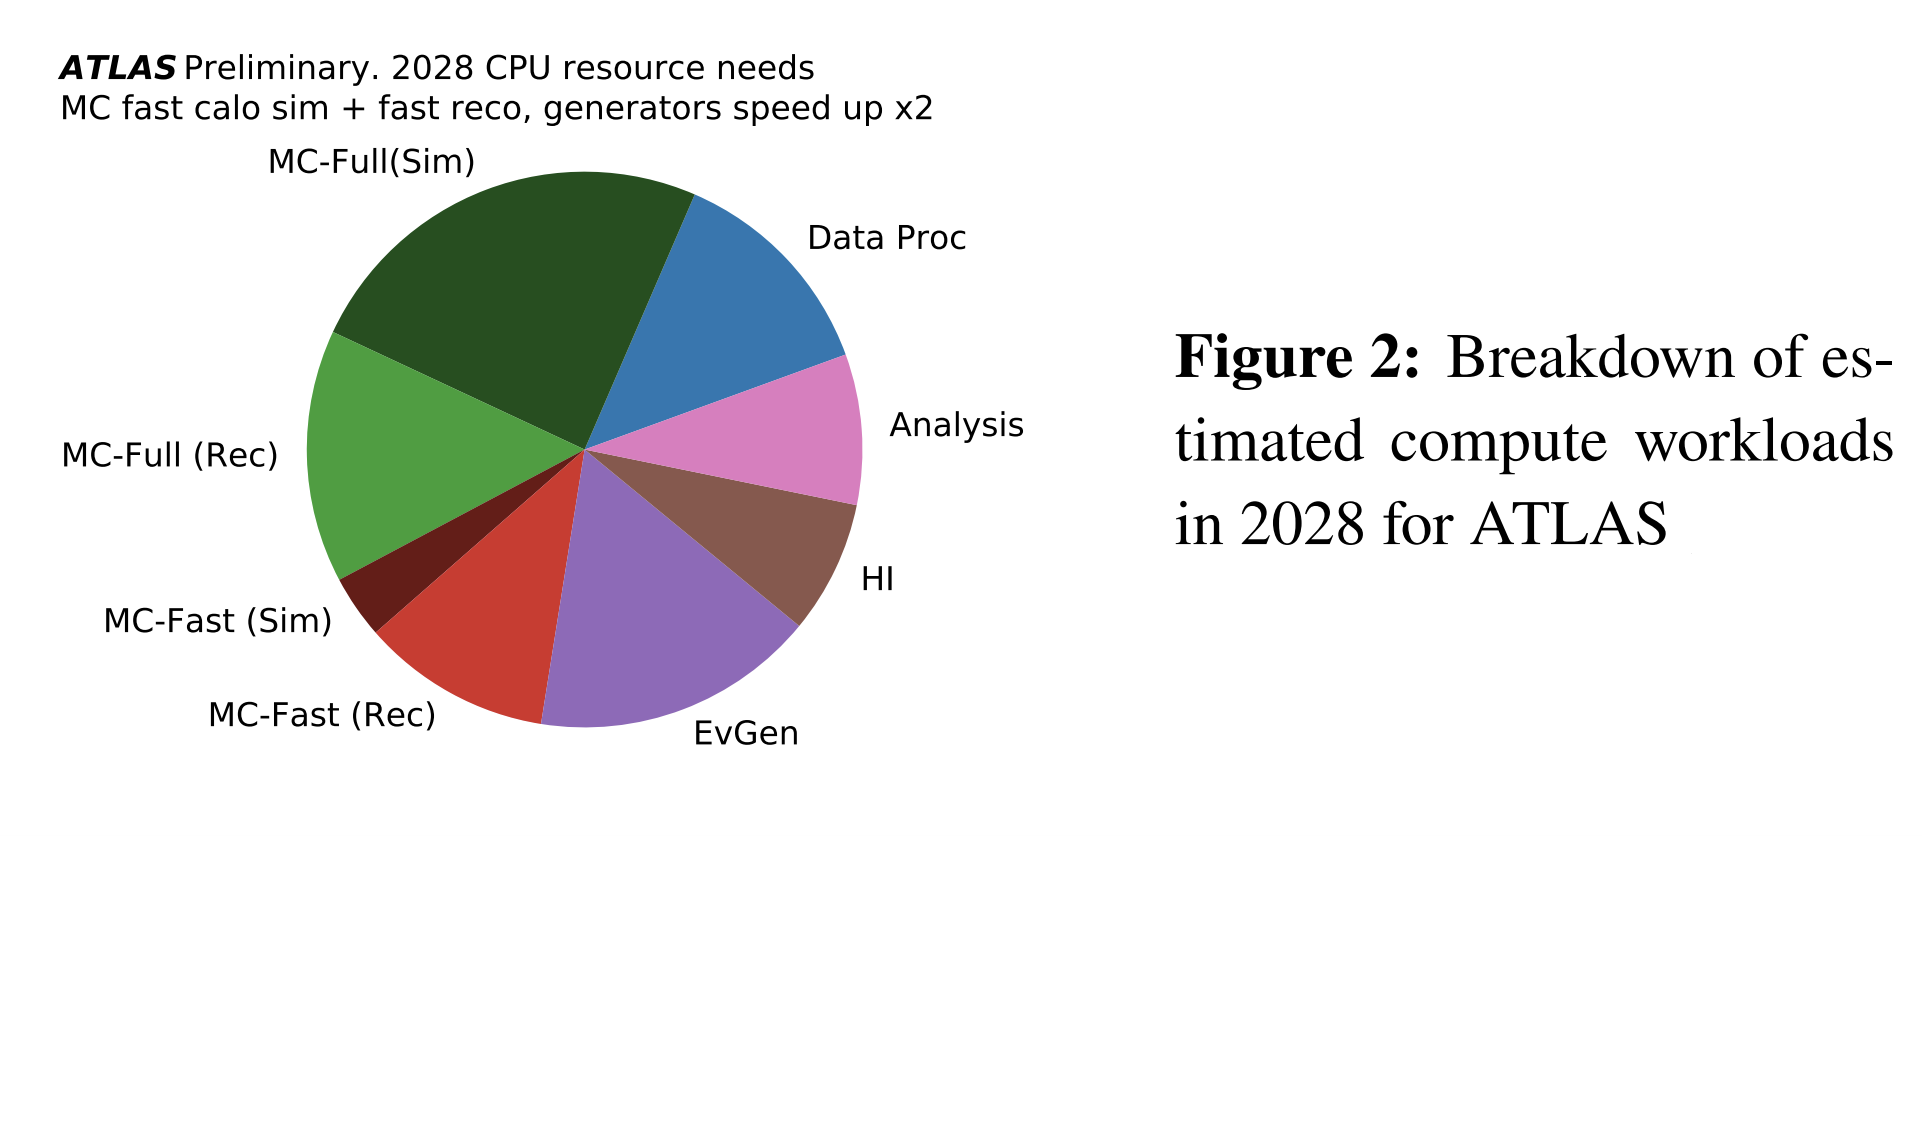 ATLAS Preliminary. 2028 CPU resource needs
MC fast calo sim + fast reco, generators speed up x2
MC-Full(Sim)
Data Proc
Analysis
MC-Full (Rec)
HI
MC-Fast (Sim)
MC-Fast (Rec)
EvGen
Figure 2: Breakdown of es-
timated compute workloads
in 2028 for ATLAS